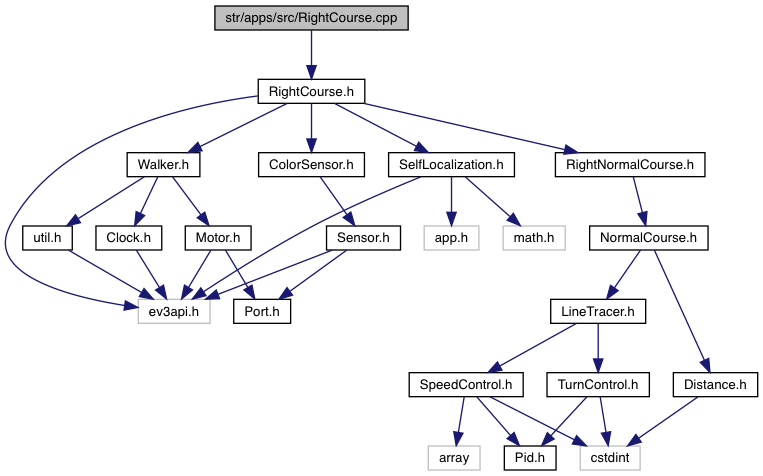 str/apps/src/RightCourse.cpp
RightCourse.h
Walker.h
ColorSensor.h
SelfLocalization.h
RightNormalCourse.h
util.h
Clock.h
Motor.h
Sensor.h
app.h
math.h
NormalCourse.h
ev3api.h
Port.h
LineTracer.h
SpeedControl.h
TurnControl.h
Distance.h
array
Pid.h
cstdint